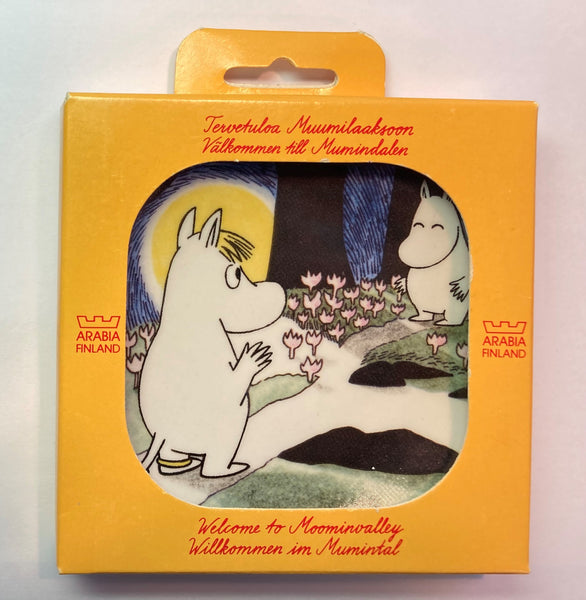 Tervetuloa Muumilaaksoon
Välkommen till Mumindalen
ARABIA
FINLAND
ARABIA
FINLAND
Welcome to Moominvalley
Willkommen im Mumintal